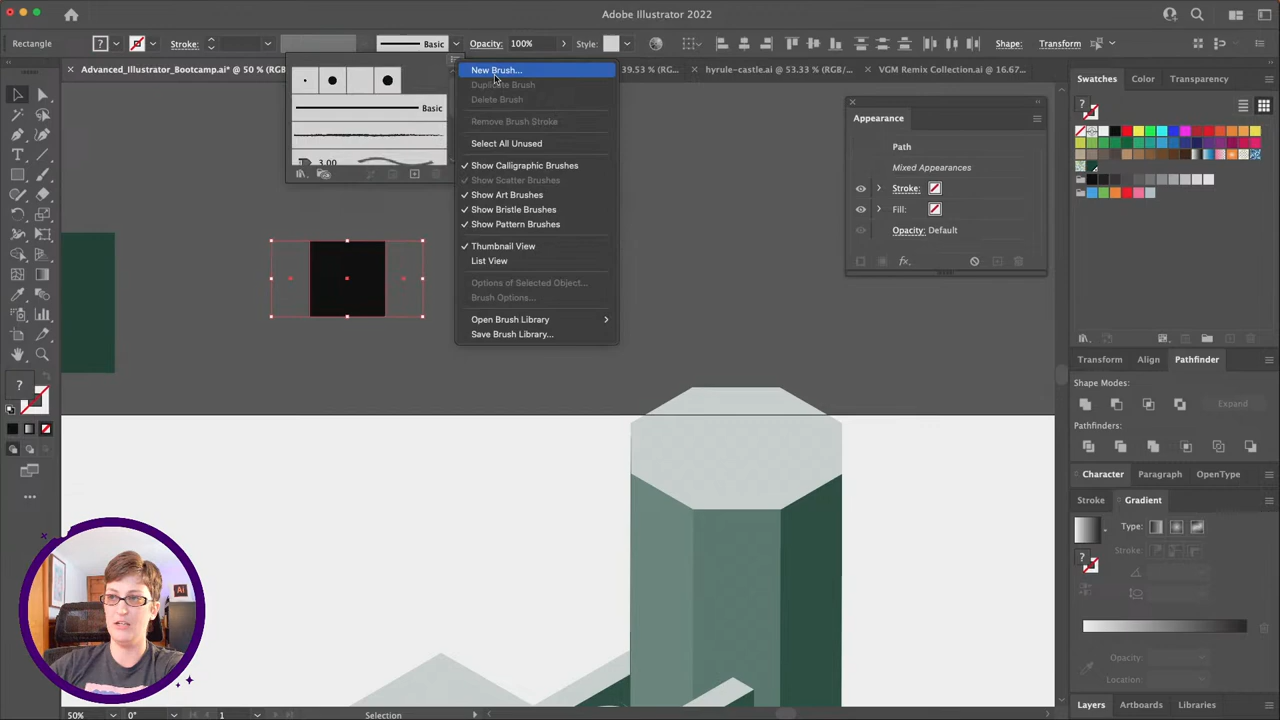 Adobe Illustrator 2022
Rectangle
?
Stroke:
Basic
Opacity:
100%
Style:
Shape:
Transform
Advanced_Illustrator_Bootcamp.ai* @ 50 % (RGB
39.53 % (RG...
hyrule-castle.ai @ 53.33 % (RGB/...
VGM Remix Collection.ai @ 16.67...
Basic
3.00
New Brush...
Duplicate Brush
Delete Brush
Remove Brush Stroke
Select All Unused
Show Calligraphic Brushes
Show Scatter Brushes
Show Art Brushes
Show Bristle Brushes
Show Pattern Brushes
Thumbnail View
List View
Options of Selected Object...
Brush Options...
Open Brush Library
Save Brush Library...
Appearance
Path
Mixed Appearances
Stroke:
Fill:
Opacity: Default
fx
Swatches
Color
Transparency
?
Transform
Align
Pathfinder
Shape Modes:
Expand
Pathfinders:
Character
Paragraph
OpenType
Stroke
Gradient
Type:
Stroke:
?
Opacity:
Location:
Layers
Artboards
Libraries
?
Ai
50%
0°
1
Selection